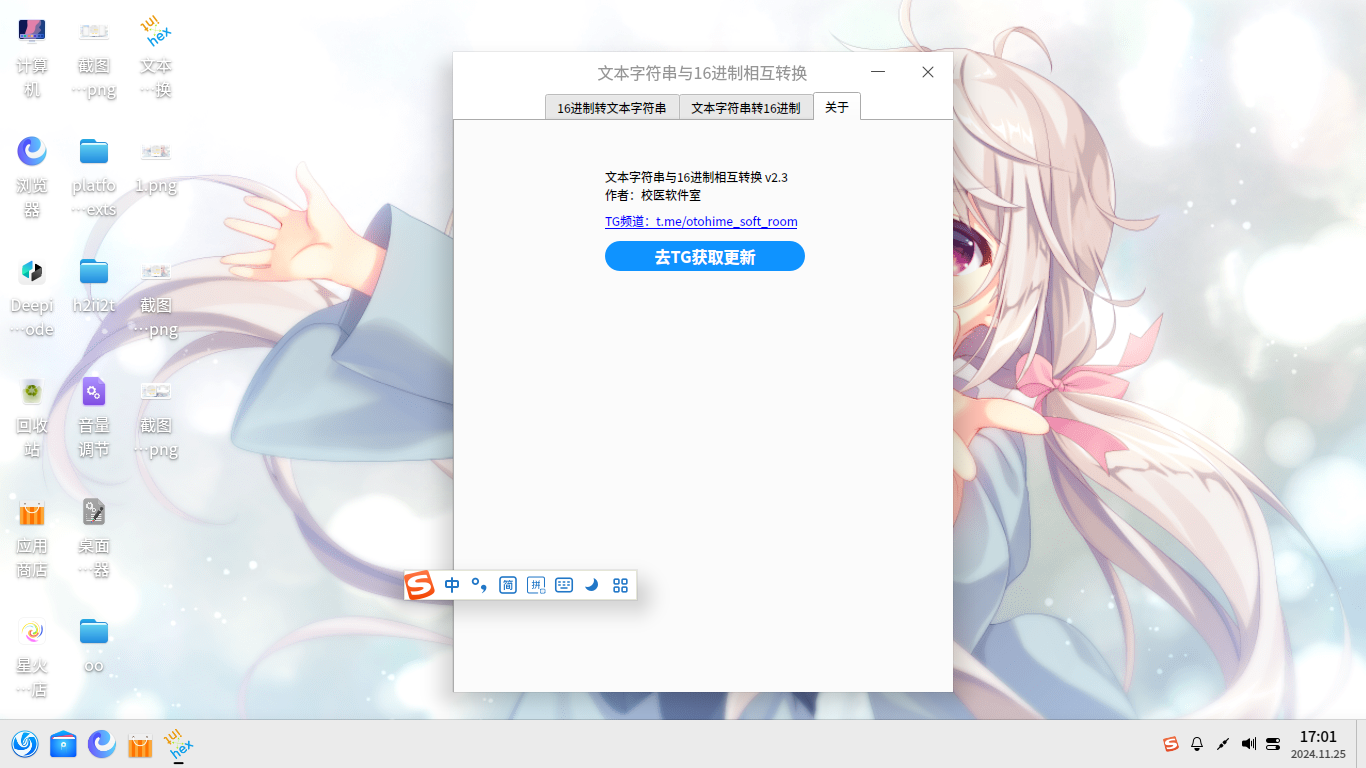 计算
机
截图
…png
文本
…换
浏览
器
platfo
…exts
1.png
Deepi
…ode
h2ii2t
截图
…png
回收
站
音量
调节
截图
…png
应用
商店
桌面
…器
星火
…店
oo
txt
hex
文本字符串与16进制相互转换
16进制转文本字符串
文本字符串转16进制
关于
文本字符串与16进制相互转换 v2.3
作者：校医软件室
TG频道：t.me/otohime_soft_room
去TG获取更新
中
简
拼
hex
17:01
2024.11.25